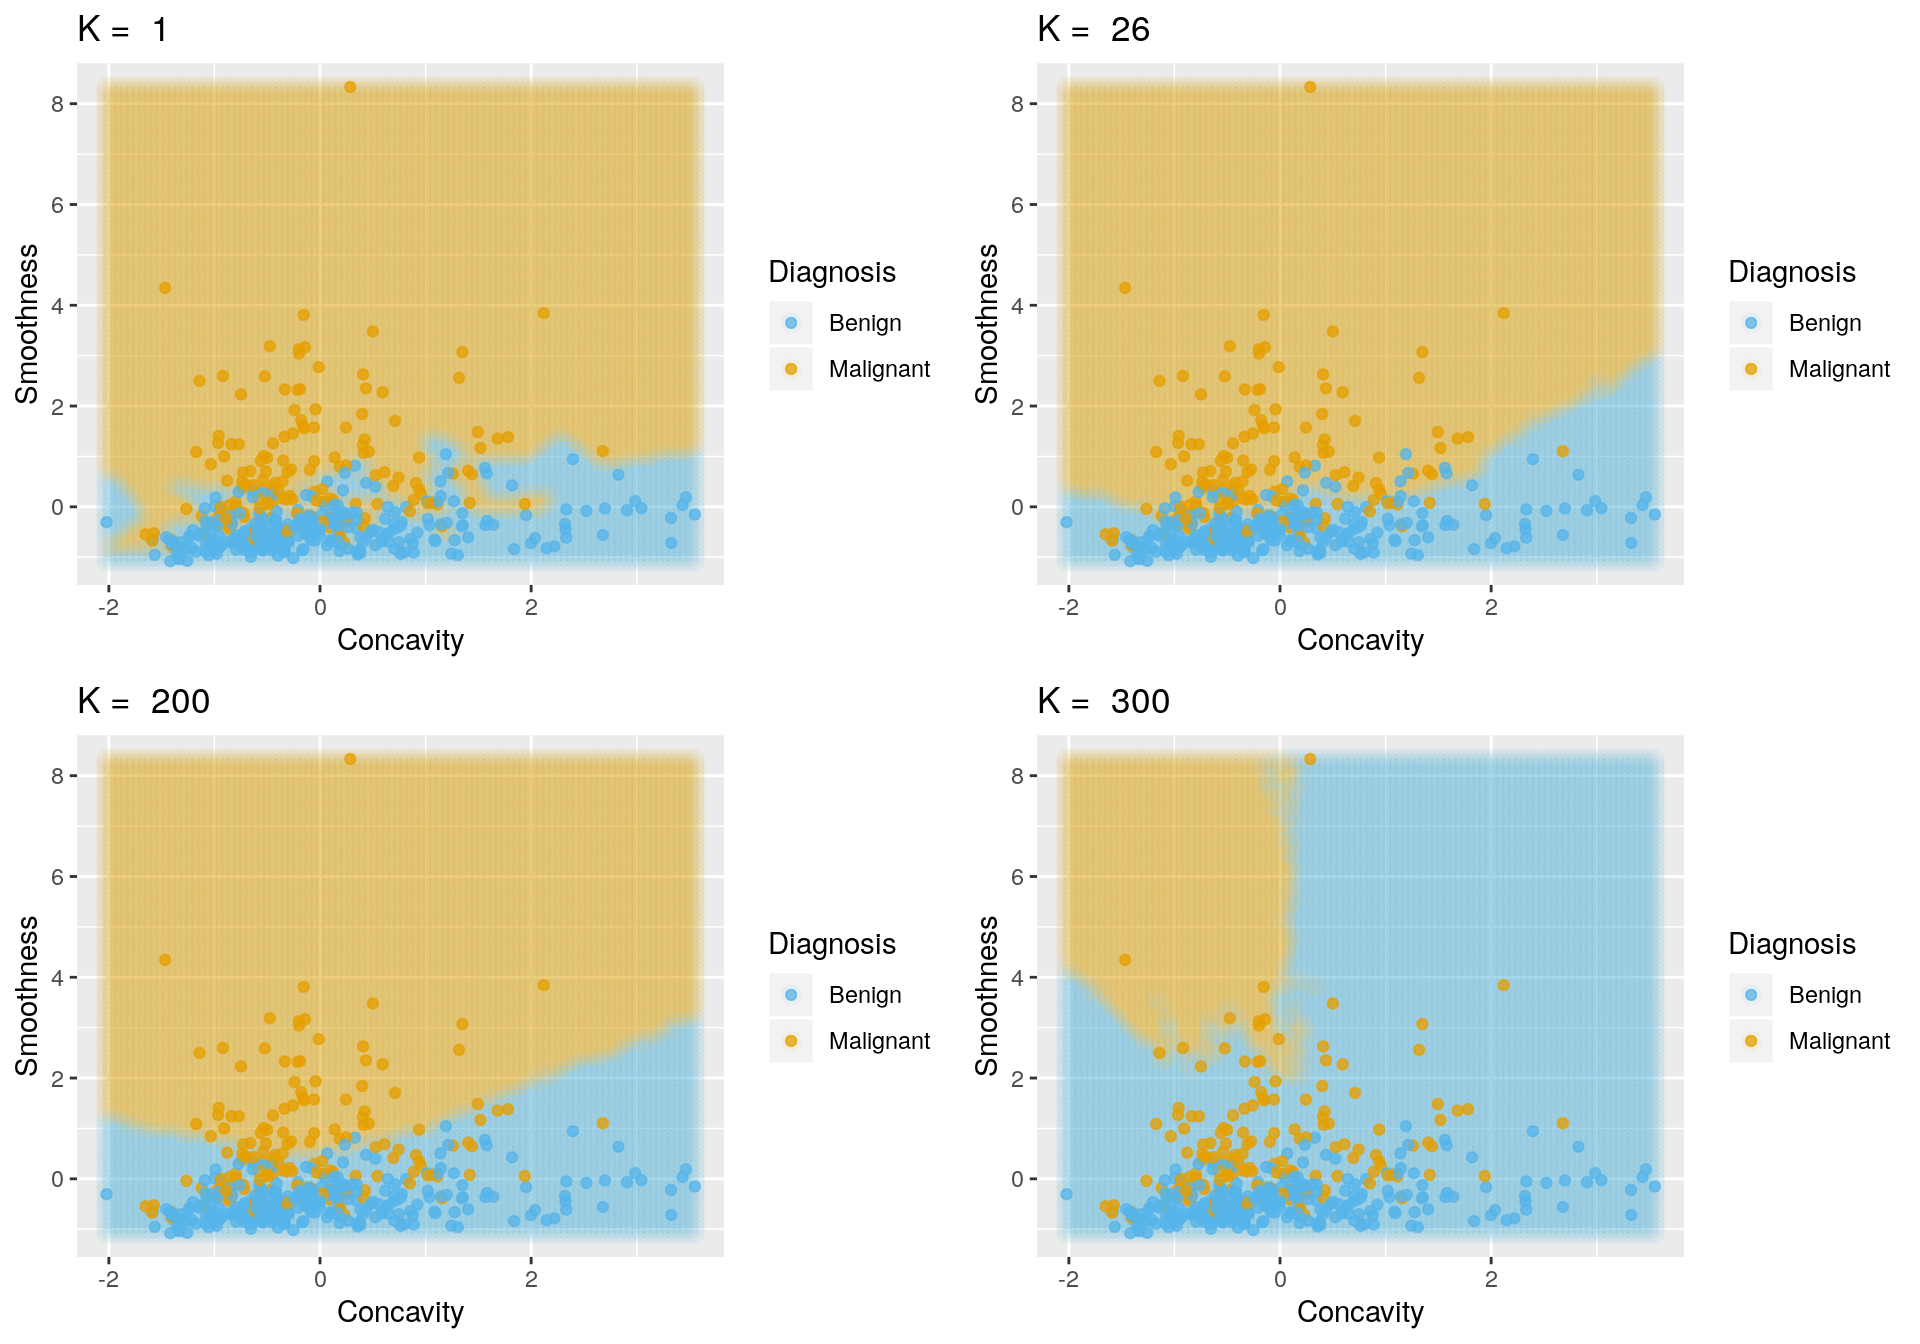 K = 1
8
6
4
2
0
Smoothness
-2 0 2
Concavity
Diagnosis
Benign
Malignant
K = 26
8
6
4
2
0
Smoothness
-2 0 2
Concavity
Diagnosis
Benign
Malignant
K = 200
8
6
4
2
0
Smoothness
-2 0 2
Concavity
Diagnosis
Benign
Malignant
K = 300
8
6
4
2
0
Smoothness
-2 0 2
Concavity
Diagnosis
Benign
Malignant